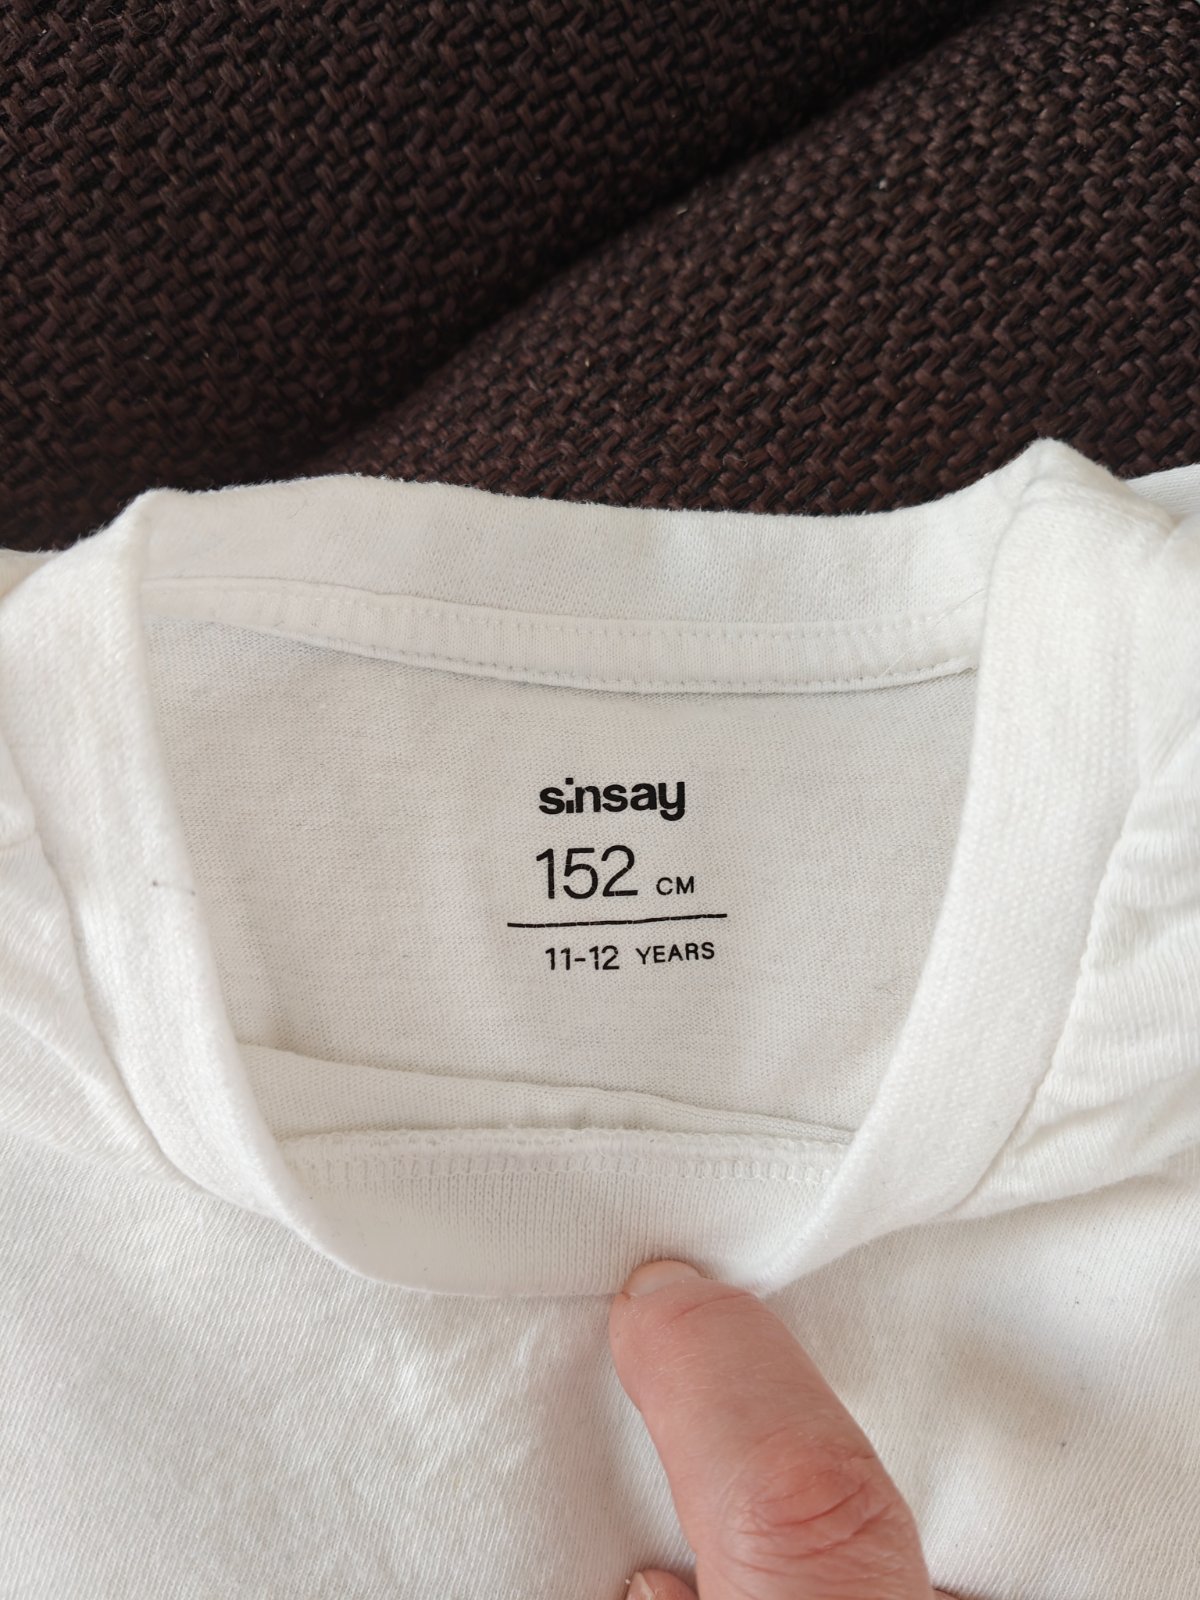 sinsay
152 CM
11-12 YEARS